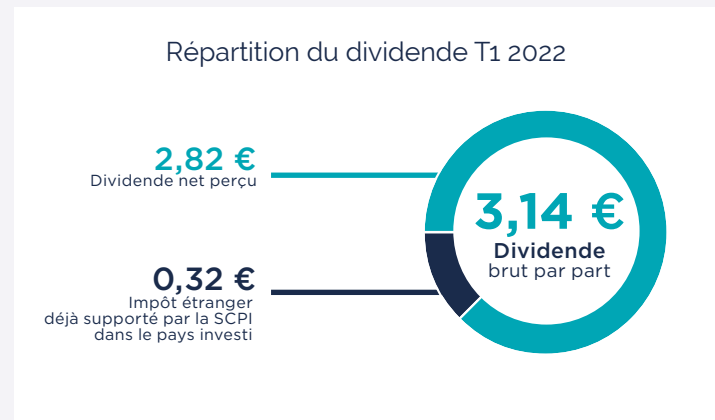 Répartition du dividende T1 2022
2,82 €
Dividende net perçu
0,32 €
Impôt étranger
déjà supporté par la SCPI
dans le pays investi
3,14 €
Dividende
brut par part